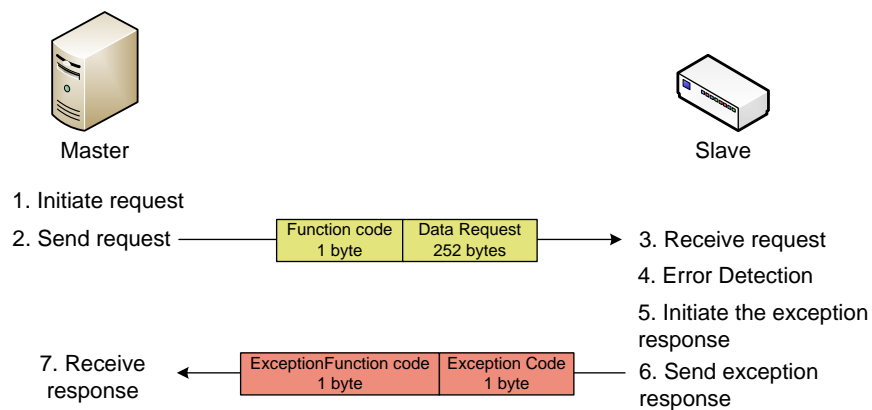 Master
Slave
1. Initiate request
2. Send request
Function code
1 byte
Data Request
252 bytes
3. Receive request
4. Error Detection
5. Initiate the exception
response
7. Receive
response
ExceptionFunction code
1 byte
Exception Code
1 byte
6. Send exception
response